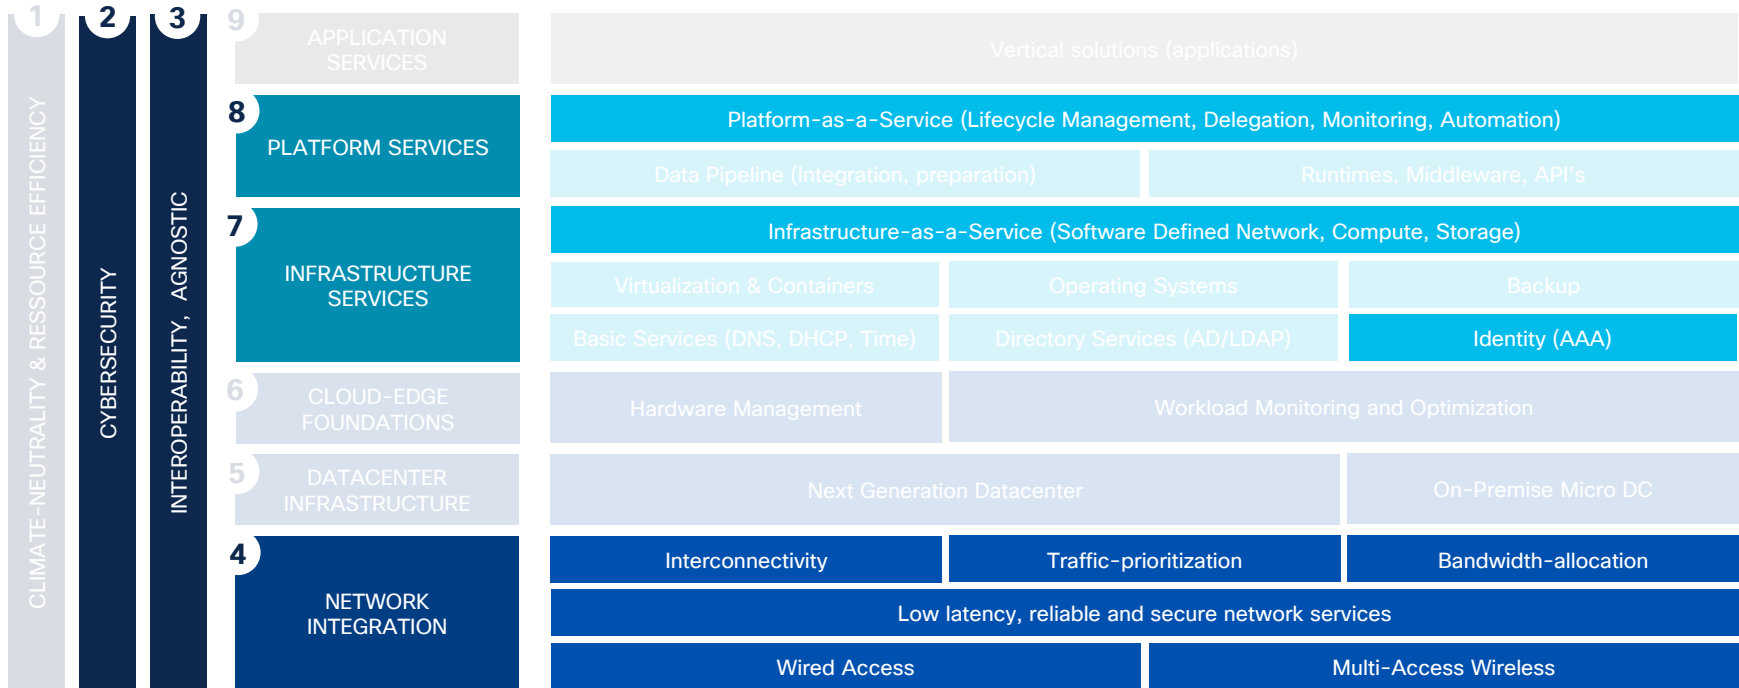 1
CLIMATE-NEUTRALITY & RESSOURCE EFFICIENCY
2
CYBERSECURITY
3
INTEROPERABILITY, AGNOSTIC
9
APPLICATION
SERVICES
Vertical solutions (applications)
8
PLATFORM SERVICES
Platform-as-a-Service (Lifecycle Management, Delegation, Monitoring, Automation)
Data Pipeline (Integration, preparation)
Runtimes, Middleware, API's
7
INFRASTRUCTURE
SERVICES
Infrastructure-as-a-Service (Software Defined Network, Compute, Storage)
Virtualization & Containers
Operating Systems
Backup
Basic Services (DNS, DHCP, Time)
Directory Services (AD/LDAP)
Identity (AAA)
6
CLOUD-EDGE
FOUNDATIONS
Hardware Management
Workload Monitoring and Optimization
5
DATACENTER
INFRASTRUCTURE
Next Generation Datacenter
On-Premise Micro DC
4
NETWORK
INTEGRATION
Interconnectivity
Traffic-prioritization
Bandwidth-allocation
Low latency, reliable and secure network services
Wired Access
Multi-Access Wireless